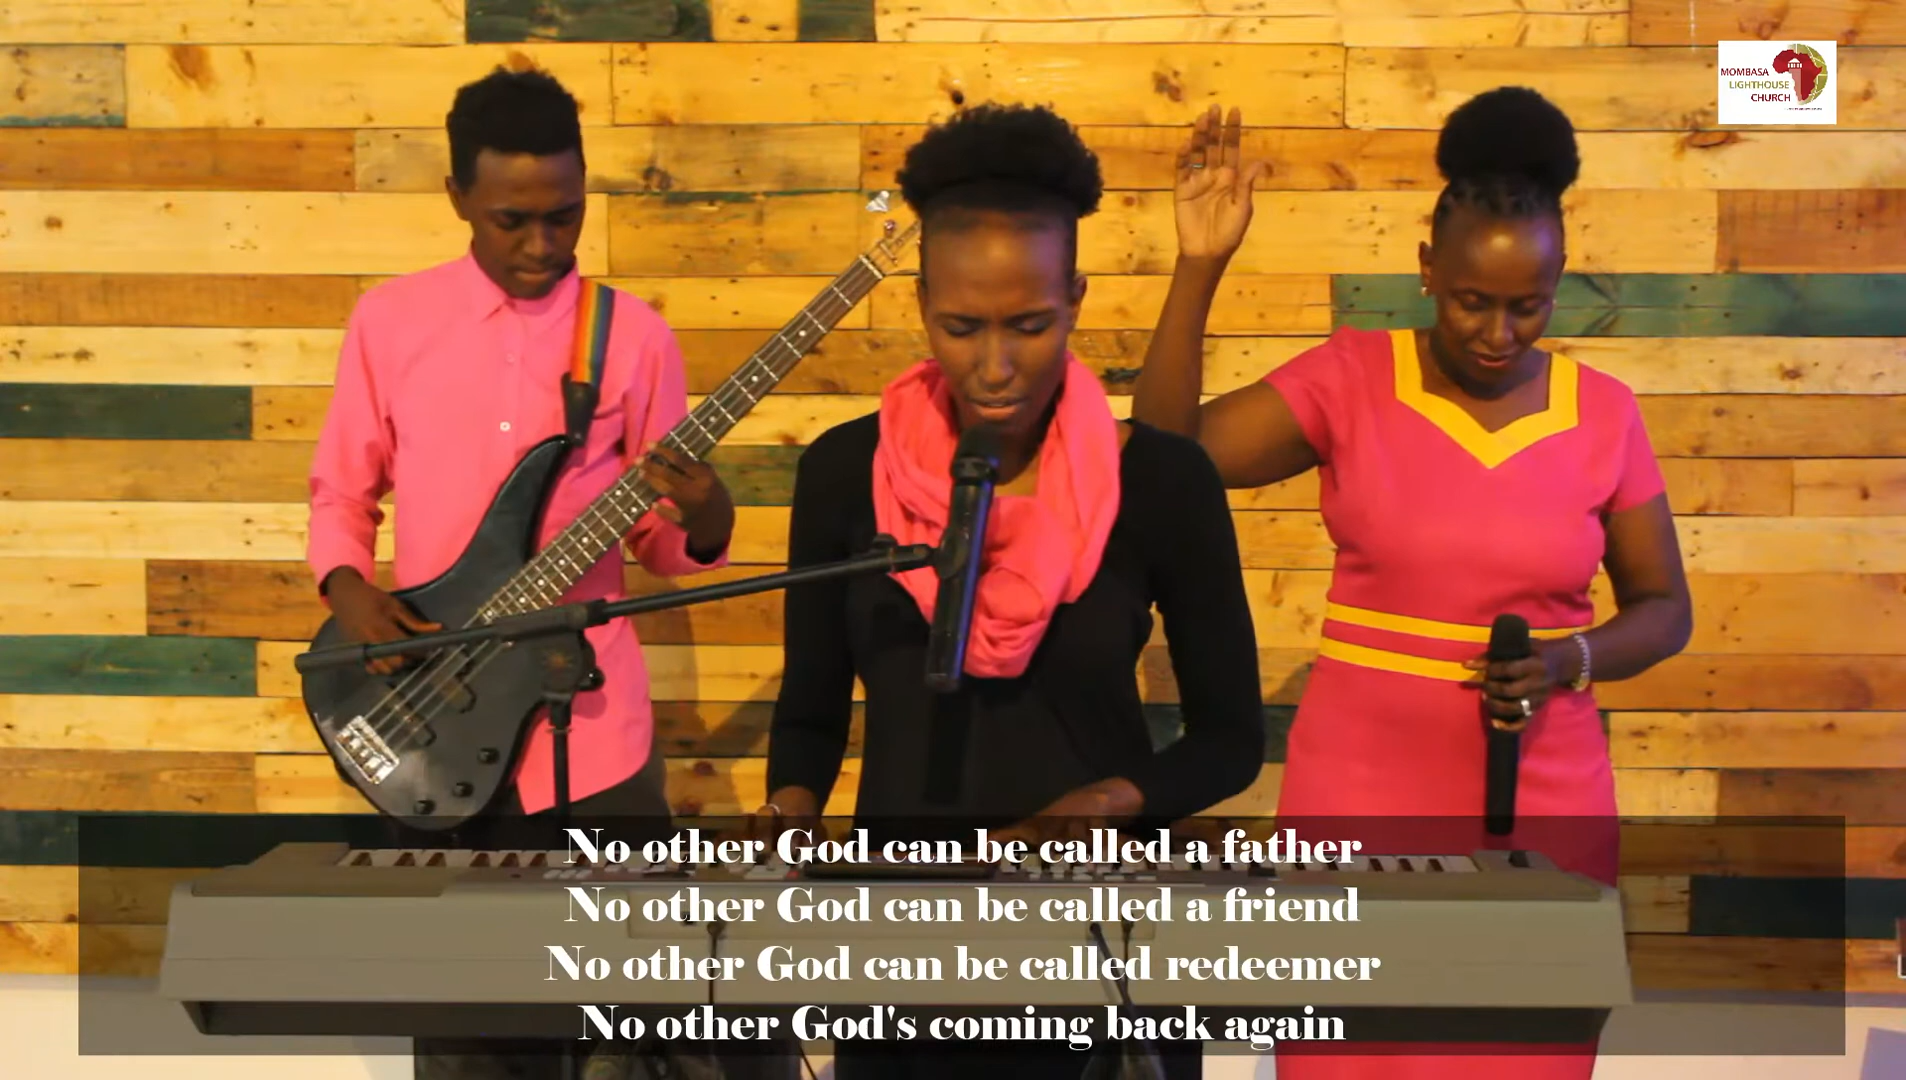 MOMBASA
LIGHTHOUSE
CHURCH
No other God can be called a father
No other God can be called a friend
No other God can be called redeemer
No other God's coming back again